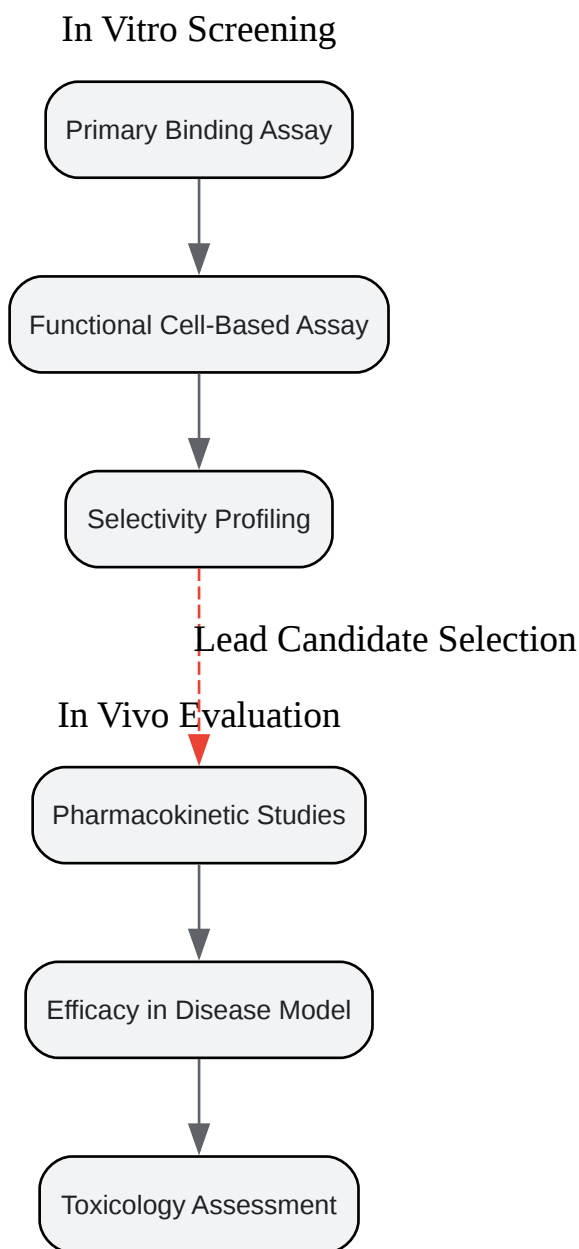 In Vitro Screening
Primary Binding Assay
Functional Cell-Based Assay
Selectivity Profiling
Lead Candidate Selection
In Vivo Evaluation
Pharmacokinetic Studies
Efficacy in Disease Model
Toxicology Assessment